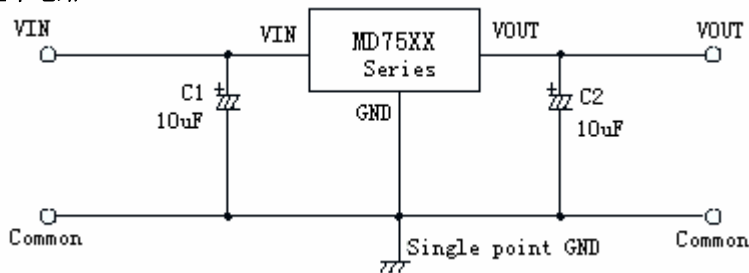 VIN VIN MD75XX VOUT VOUT
Series
C1 C2
GND
10uF 10uF
Common Single point GND Common